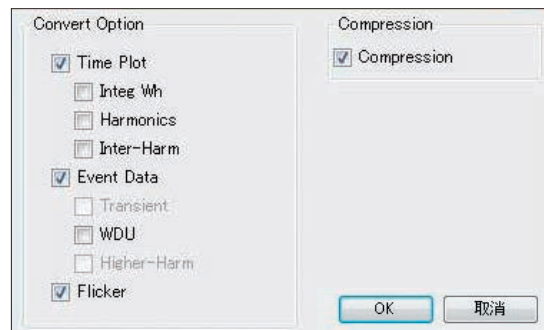 Convert Option
Time Plot
Integ Wh
Harmonics
Inter-Harm
Event Data
Transient
WDU
Higher-Harm
Flicker
Compression
Compression
OK
取消